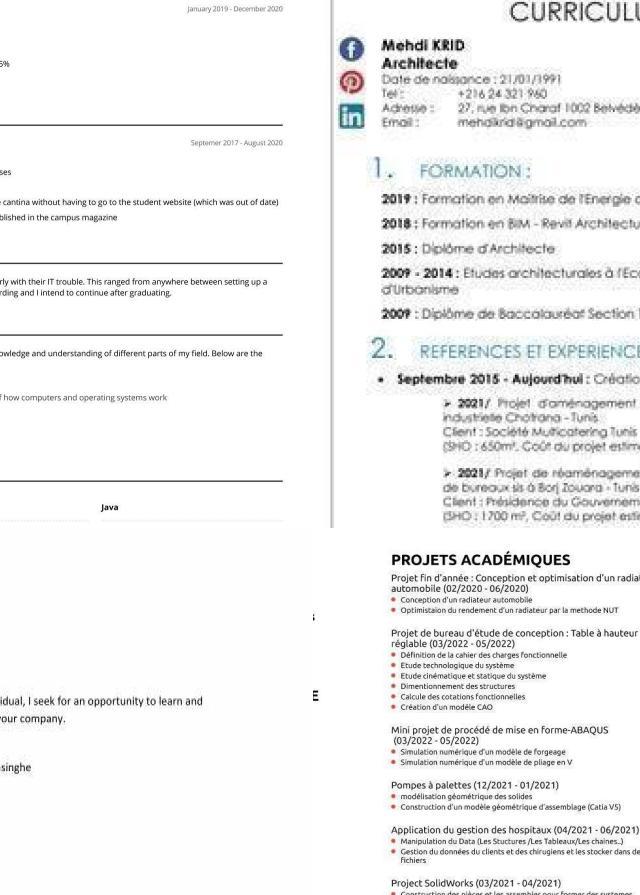 January 2019 - December 2020
5%
Septemer 2017 - August 2020
ses
cantina without having to go to the student website (which was out of date)
blished in the campus magazine
rly with their IT trouble. This ranged from anywhere between setting up a
rding and I intend to continue after graduating.
owledge and understanding of different parts of my field. Below are the
f how computers and operating systems work
Java
idual, I seek for an opportunity to learn and
your company.
singhe
CURRICULU
Mehdi KRID
Architecte
Date de naissance : 21/01/1991
Tel : +216 24 321 960
Adresse : 27, rue Ibn Charaf 1002 Belvédè
Email : mehdikrid@gmail.com
1. FORMATION :
2019 : Formation en Maîtrise de l'Energie
2018 : Formation en BIM - Revit Architectu
2015 : Diplôme d'Architecte
2009 - 2014 : Etudes architecturales à l'Eco
d'Urbanisme
2009 : Diplôme de Baccalauréat Section
2. REFERENCES ET EXPERIENCE
• Septembre 2015 - Aujourd'hui : Créatio
➢ 2021/ Projet d'aménagement
industrielle Chotrana - Tunis
Client : Société Multicatering Tunis
(SHO : 650m², Coût du projet estim
➢ 2021/ Projet de réaménageme
de bureaux sis à Borj Zouara - Tunis
Client : Présidence du Gouvernem
(SHO : 1700 m², Coût du projet esti
E
PROJETS ACADÉMIQUES
Projet fin d'année : Conception et optimisation d'un radiat
automobile (02/2020 - 06/2020)
• Conception d'un radiateur automobile
• Optimistaion du rendement d'un radiateur par la methode NUT
Projet de bureau d'étude de conception : Table à hauteur
réglable (03/2022 - 05/2022)
• Définition de la cahier des charges fonctionnelle
• Etude technologique du système
• Etude cinématique et statique du système
• Dimentionnement des structures
• Calcule des cotations fonctionnelles
• Création d'un modèle CAO
Mini projet de procédé de mise en forme-ABAQUS
(03/2022 - 05/2022)
• Simulation numérique d'un modèle de forgeage
• Simulation numérique d'un modèle de pliage en V
Pompes à palettes (12/2021 - 01/2021)
• modélisation géométrique des solides
• Construction d'un modèle géométrique d'assemblage (Catia V5)
Application du gestion des hospitaux (04/2021 - 06/2021)
• Manipulation du Data (Les Stuctures /Les Tableaux/Les chaines..)
• Gestion du données du clients et des chirugiens et les stocker dans de
fichiers
Project SolidWorks (03/2021 - 04/2021)
• Construction des pièces et les assembler pour former des systemes